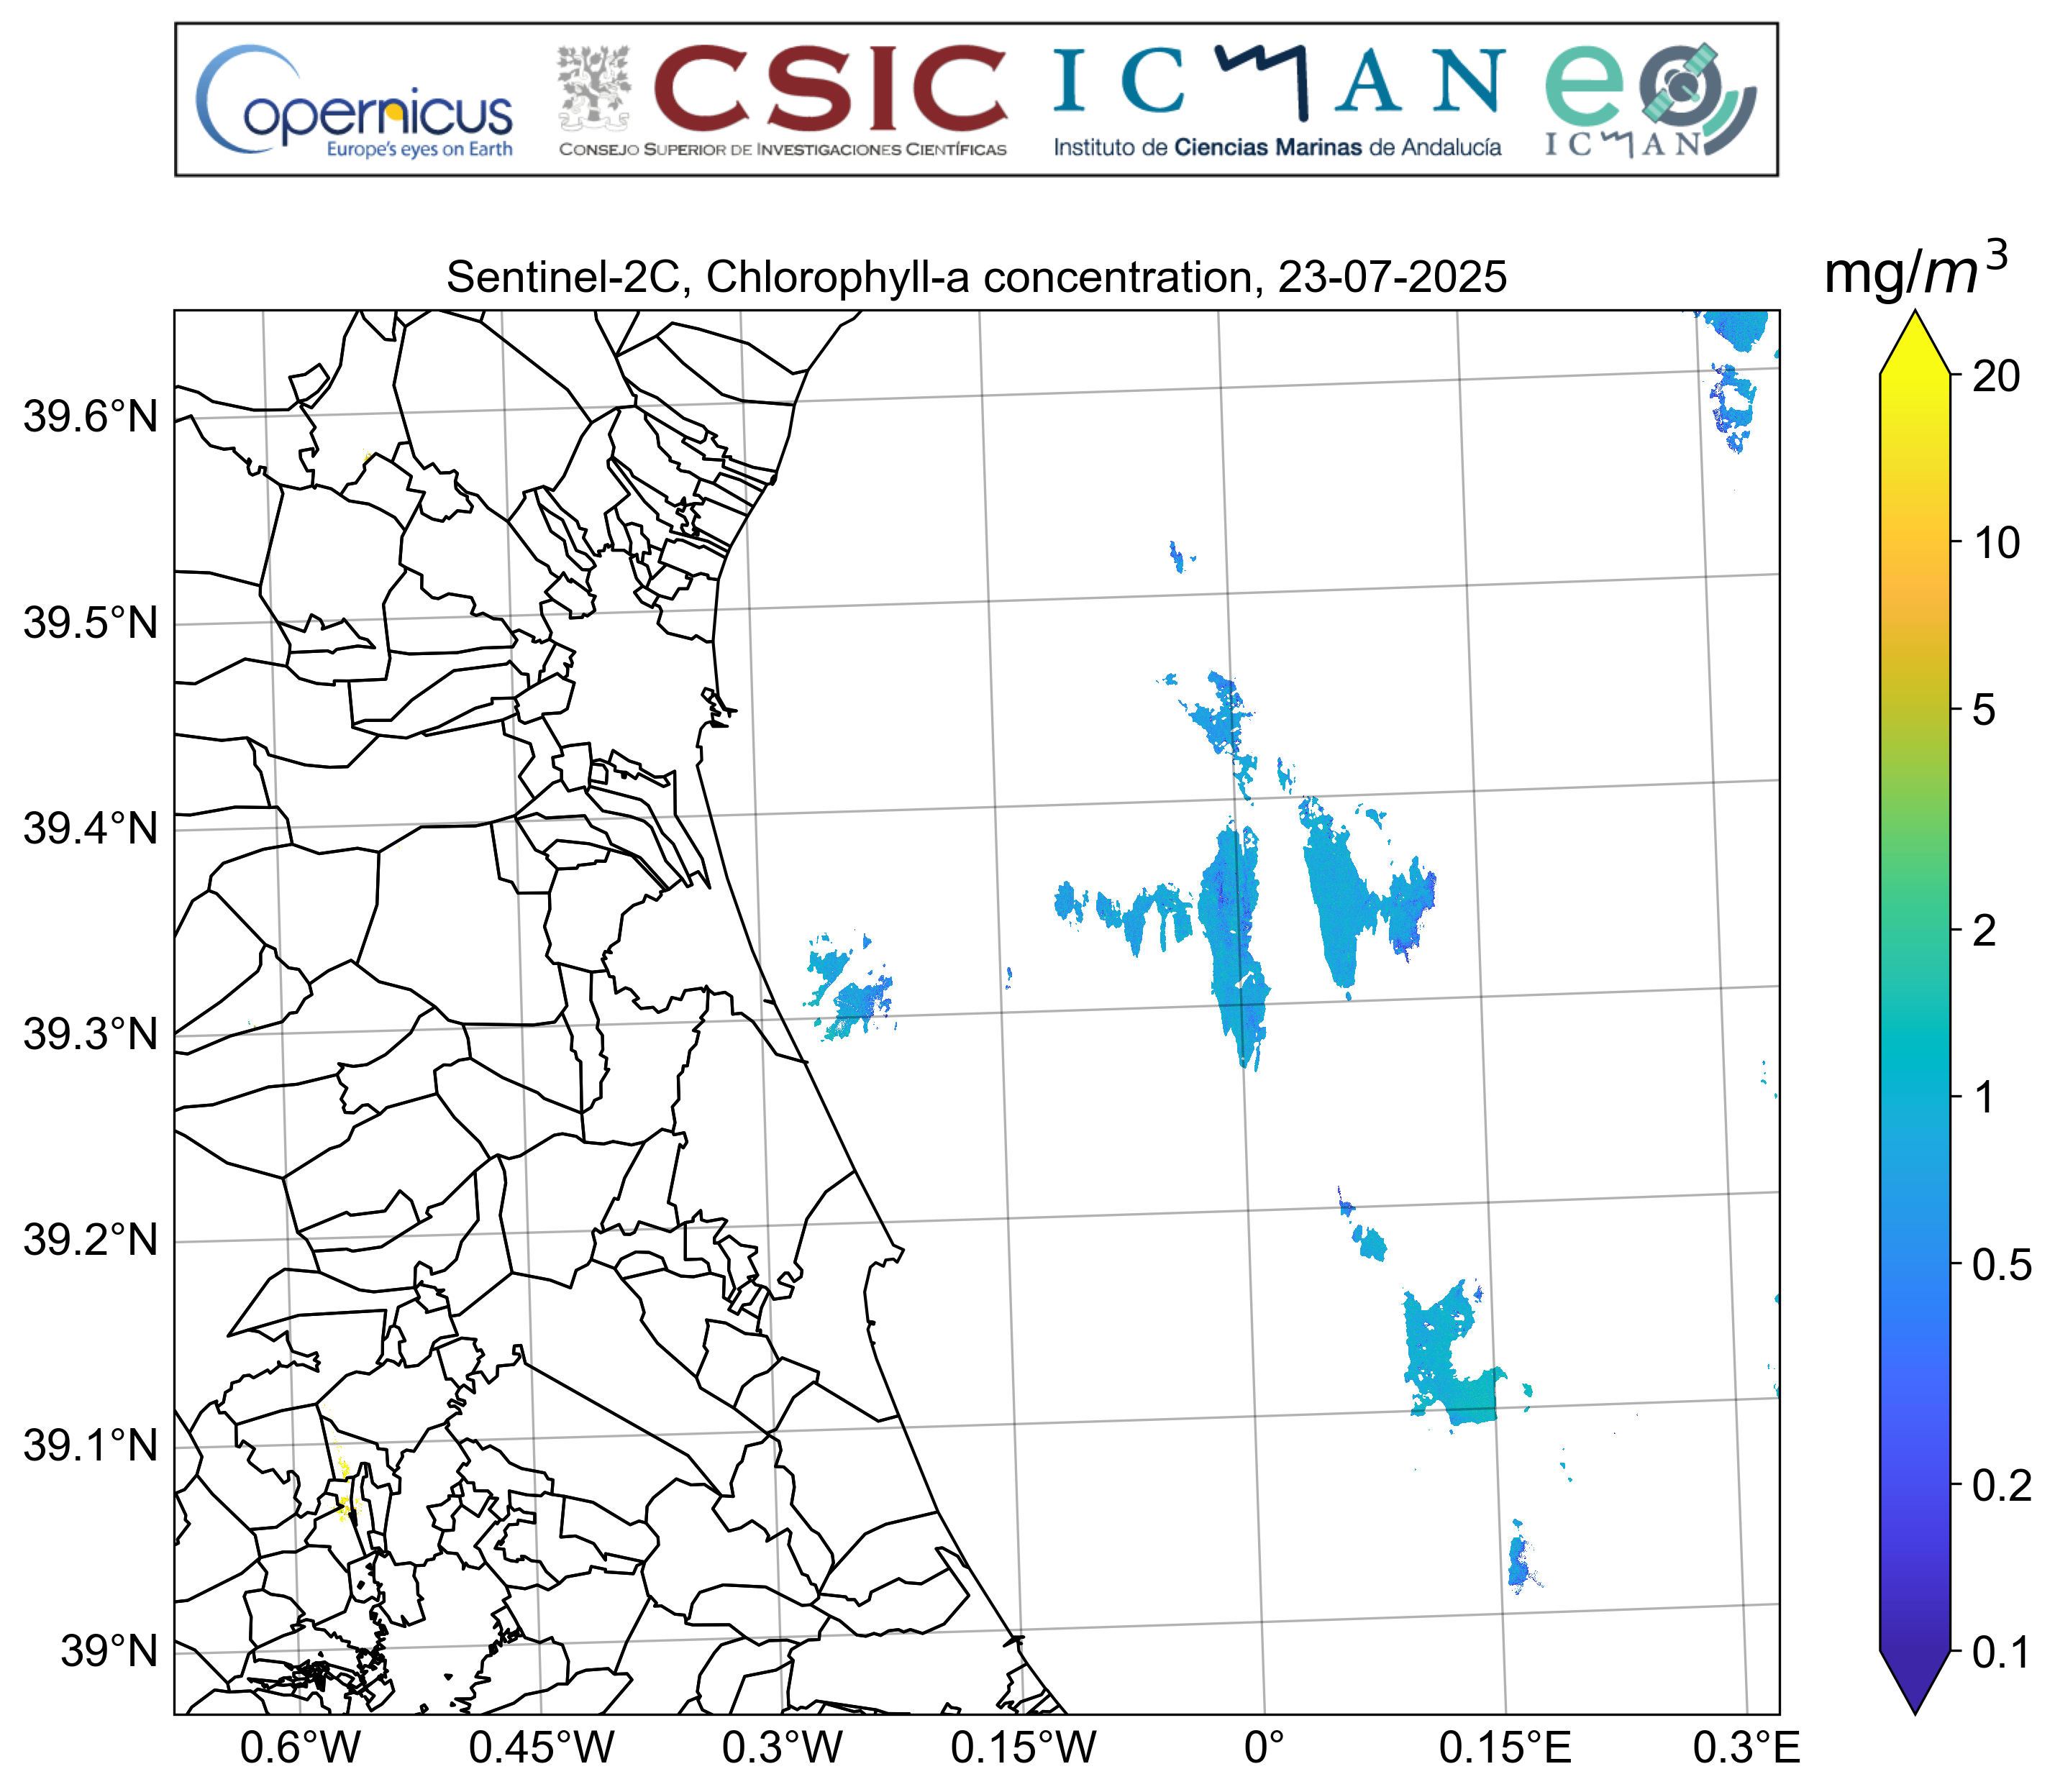 Copernicus
Europe's eyes on Earth
CSIC
CONSEJO SUPERIOR DE INVESTIGACIONES CIENTÍFICAS
ICMAN
Instituto de Ciencias Marinas de Andalucía
eo
ICMAN
Sentinel-2C, Chlorophyll-a concentration, 23-07-2025
mg/m³
39.6°N
39.5°N
39.4°N
39.3°N
39.2°N
39.1°N
39°N
0.6°W 0.45°W 0.3°W 0.15°W 0° 0.15°E 0.3°E
20
10
5
2
1
0.5
0.2
0.1